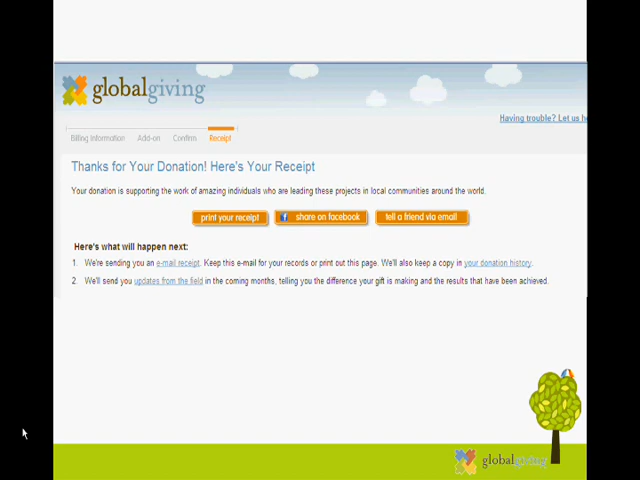 globalgiving
Having trouble? Let us h
Billing Information Add-on Confirm Receipt
Thanks for Your Donation! Here's Your Receipt
Your donation is supporting the work of amazing individuals who are leading these projects in local communities around the world.
print your receipt share on facebook tell a friend via email
Here's what will happen next:
1. We're sending you an e-mail receipt. Keep this e-mail for your records or print out this page. We'll also keep a copy in your donation history.
2. We'll send you updates from the field in the coming months, telling you the difference your gift is making and the results that have been achieved.
globalgiving